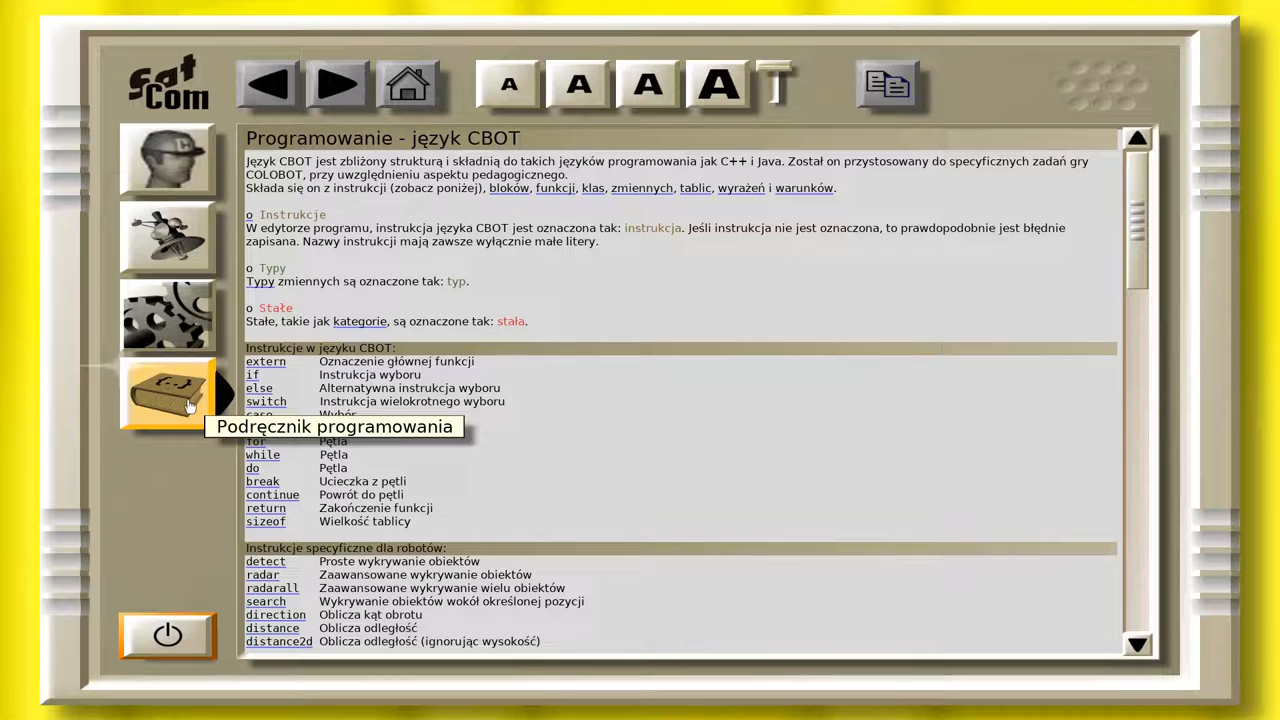 Sat
Com
A A A A
Programowanie - język CBOT
Język CBOT jest zbliżony strukturą i składnią do takich języków programowania jak C++ i Java. Został on przystosowany do specyficznych zadań gry
COLOBOT, przy uwzględnieniu aspektu pedagogicznego.
Składa się on z instrukcji (zobacz poniżej), bloków, funkcji, klas, zmiennych, tablic, wyrażeń i warunków.
o Instrukcje
W edytorze programu, instrukcja języka CBOT jest oznaczona tak: instrukcja. Jeśli instrukcja nie jest oznaczona, to prawdopodobnie jest błędnie
zapisana. Nazwy instrukcji mają zawsze wyłącznie małe litery.
o Typy
Typy zmiennych są oznaczone tak: typ.
o Stałe
Stałe, takie jak kategorie, są oznaczone tak: stała.
Instrukcje w języku CBOT:
extern Oznaczenie głównej funkcji
if Instrukcja wyboru
else Alternatywna instrukcja wyboru
switch Instrukcja wielokrotnego wyboru
case Wybór
Podręcznik programowania
for Pętla
while Pętla
do Pętla
break Ucieczka z pętli
continue Powrót do pętli
return Zakończenie funkcji
sizeof Wielkość tablicy
Instrukcje specyficzne dla robotów:
detect Proste wykrywanie obiektów
radar Zaawansowane wykrywanie obiektów
radarall Zaawansowane wykrywanie wielu obiektów
search Wykrywanie obiektów wokół określonej pozycji
direction Oblicza kąt obrotu
distance Oblicza odległość
distance2d Oblicza odległość (ignorując wysokość)